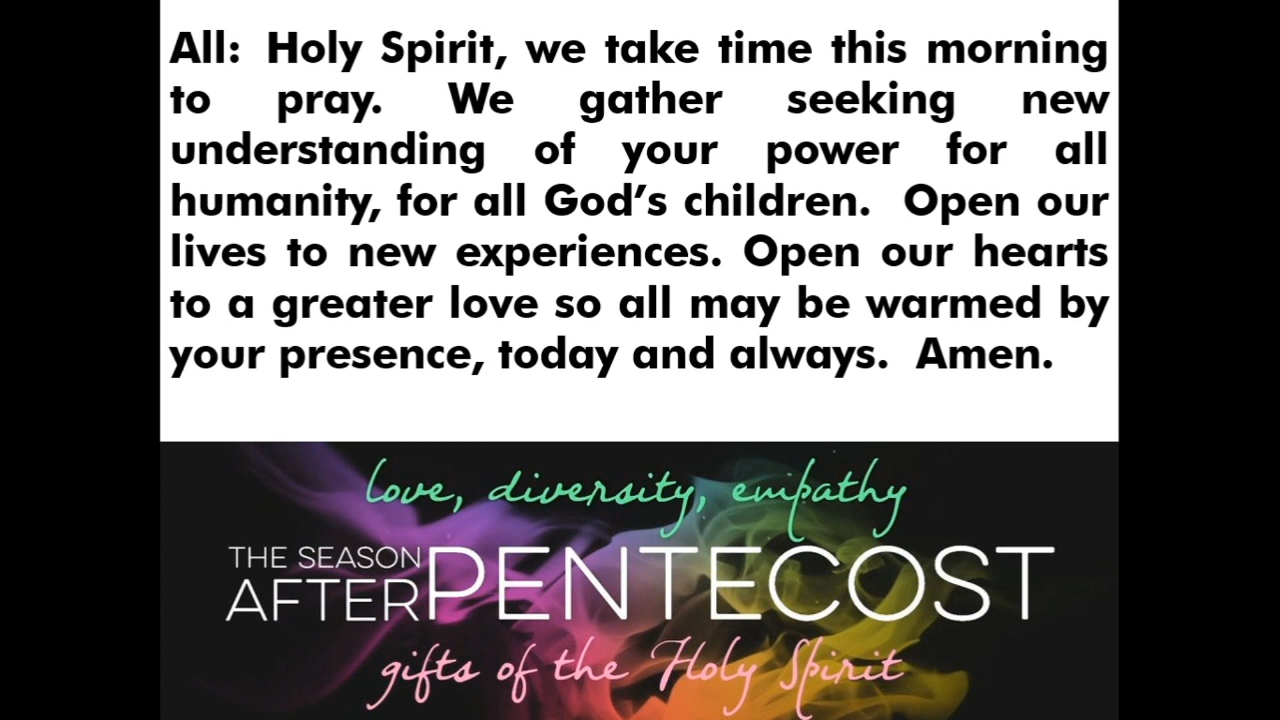 All: Holy Spirit, we take time this morning
to pray. We gather seeking new
understanding of your power for all
humanity, for all God’s children. Open our
lives to new experiences. Open our hearts
to a greater love so all may be warmed by
your presence, today and always. Amen.
love, diversity, empathy
THE SEASON
AFTER PENTECOST
gifts of the Holy Spirit